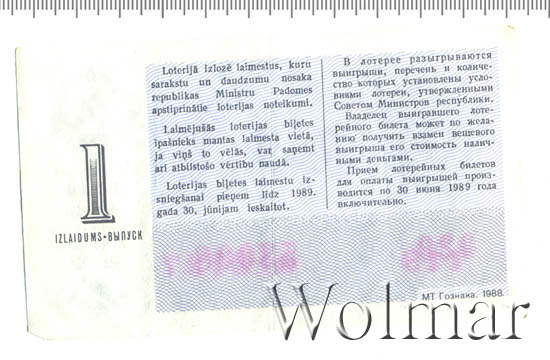 Loterijā izlozē laimestus, kuru
sarakstu un daudzumu nosaka
republikas Ministru Padomes
apstiprinātie loterijas noteikumi.
Laimējušās loterijas biļetes
īpašnieks mantas laimesta vietā,
ja viņš to vēlas, var saņemt
arī atbilstošo vērtību naudā.
Loterijas biļetes laimestu iz-
sniegšanai pieņem līdz 1989.
gada 30. jūnijam ieskaitot.
В лотерее разыгрываются
выигрыши, перечень и количе-
ство которых установлены усло-
виями лотереи, утвержденными
Советом Министров республики.
Владелец выигравшего лоте-
рейного билета может по жела-
нию получить взамен вещевого
выигрыша его стоимость налич-
ными деньгами.
Прием лотерейных билетов
для оплаты выигрышей произ-
водится по 30 июня 1989 года
включительно.
1
IZLAIDUMS•ВЫПУСК
МТ Гознака. 1988.
Wolmar